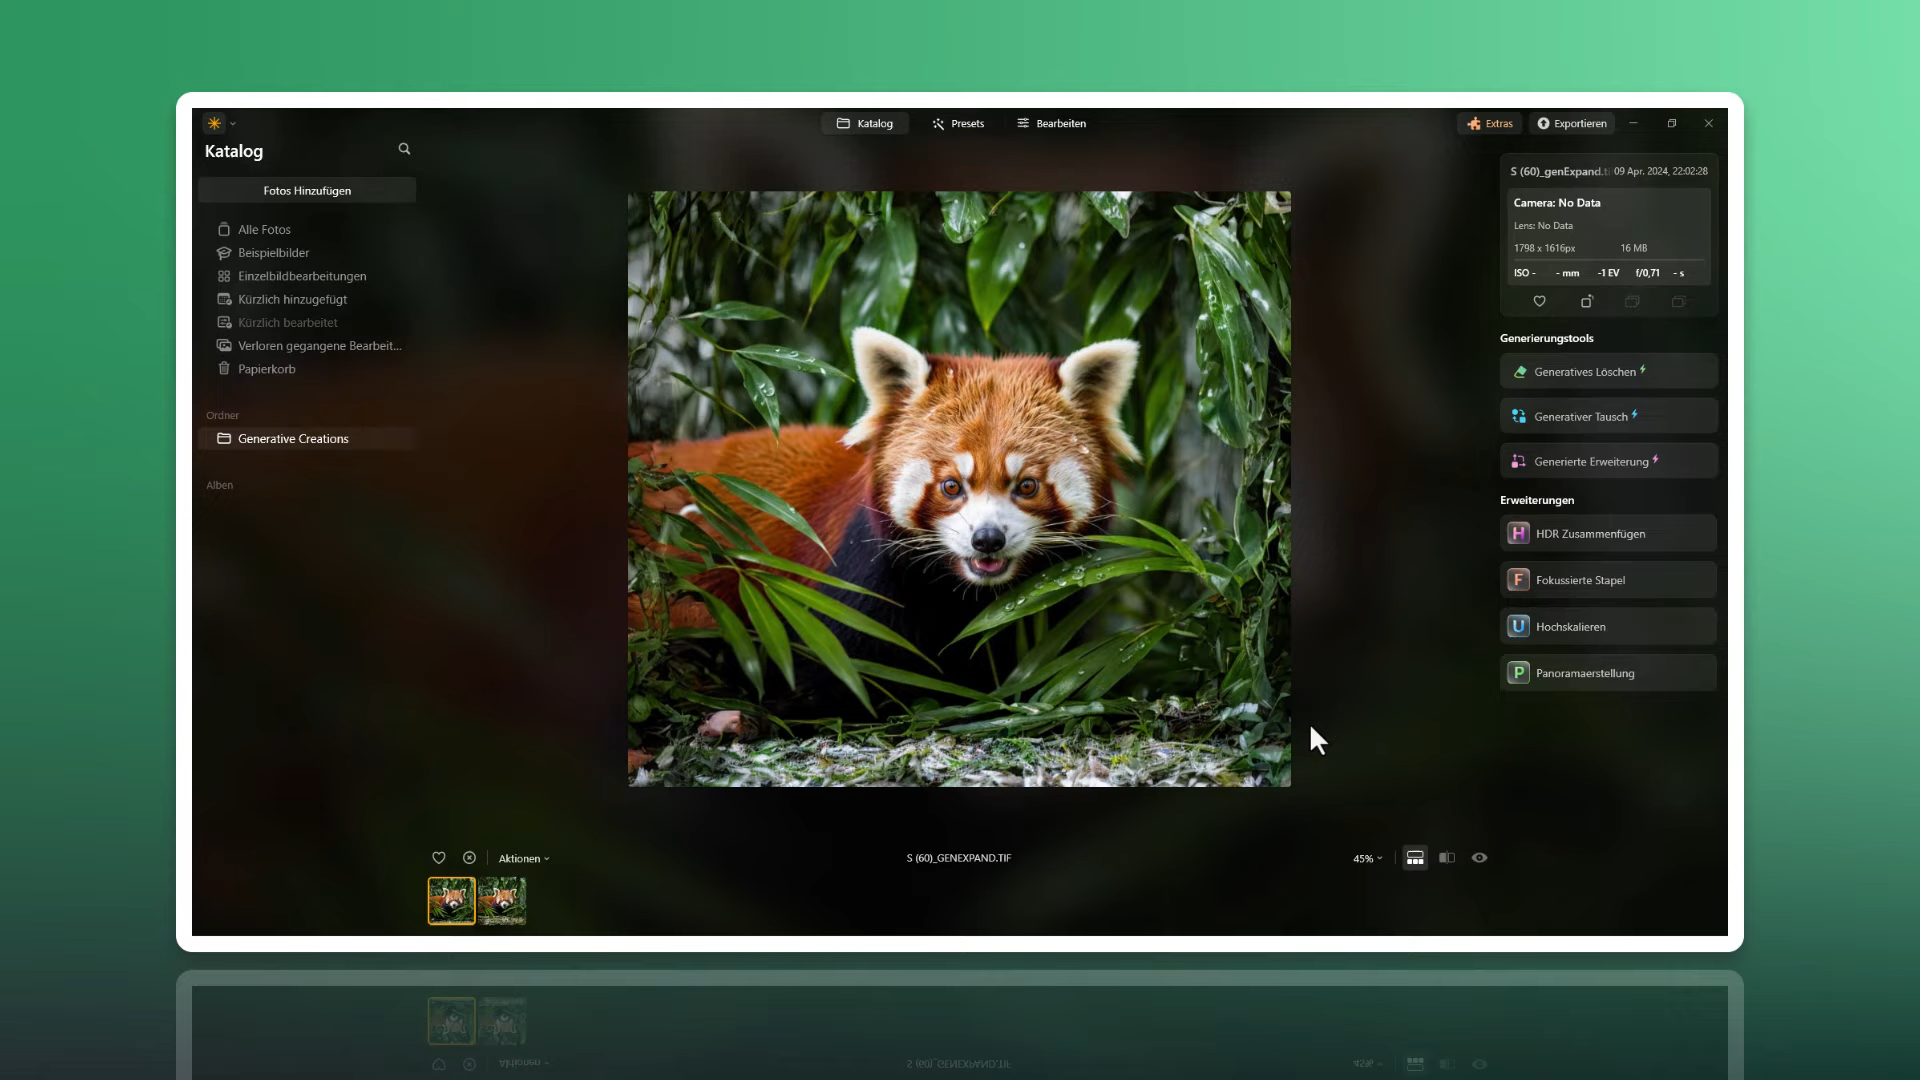 Katalog
Presets
Bearbeiten
Extras
Exportieren
Katalog
Fotos Hinzufügen
Alle Fotos
Beispielbilder
Einzelbildbearbeitungen
Kürzlich hinzugefügt
Kürzlich bearbeitet
Verloren gegangene Bearbeit...
Papierkorb
Ordner
Generative Creations
Alben
S (60)_genExpand.ti 09 Apr. 2024, 22:02:28
Camera: No Data
Lens: No Data
1798 x 1616px 16 MB
ISO - - mm -1 EV f/0,71 - s
Generierungstools
Generatives Löschen
Generativer Tausch
Generierte Erweiterung
Erweiterungen
H HDR Zusammenfügen
F Fokussierte Stapel
U Hochskalieren
P Panoramaerstellung
Aktionen
S (60)_GENEXPAND.TIF
45%